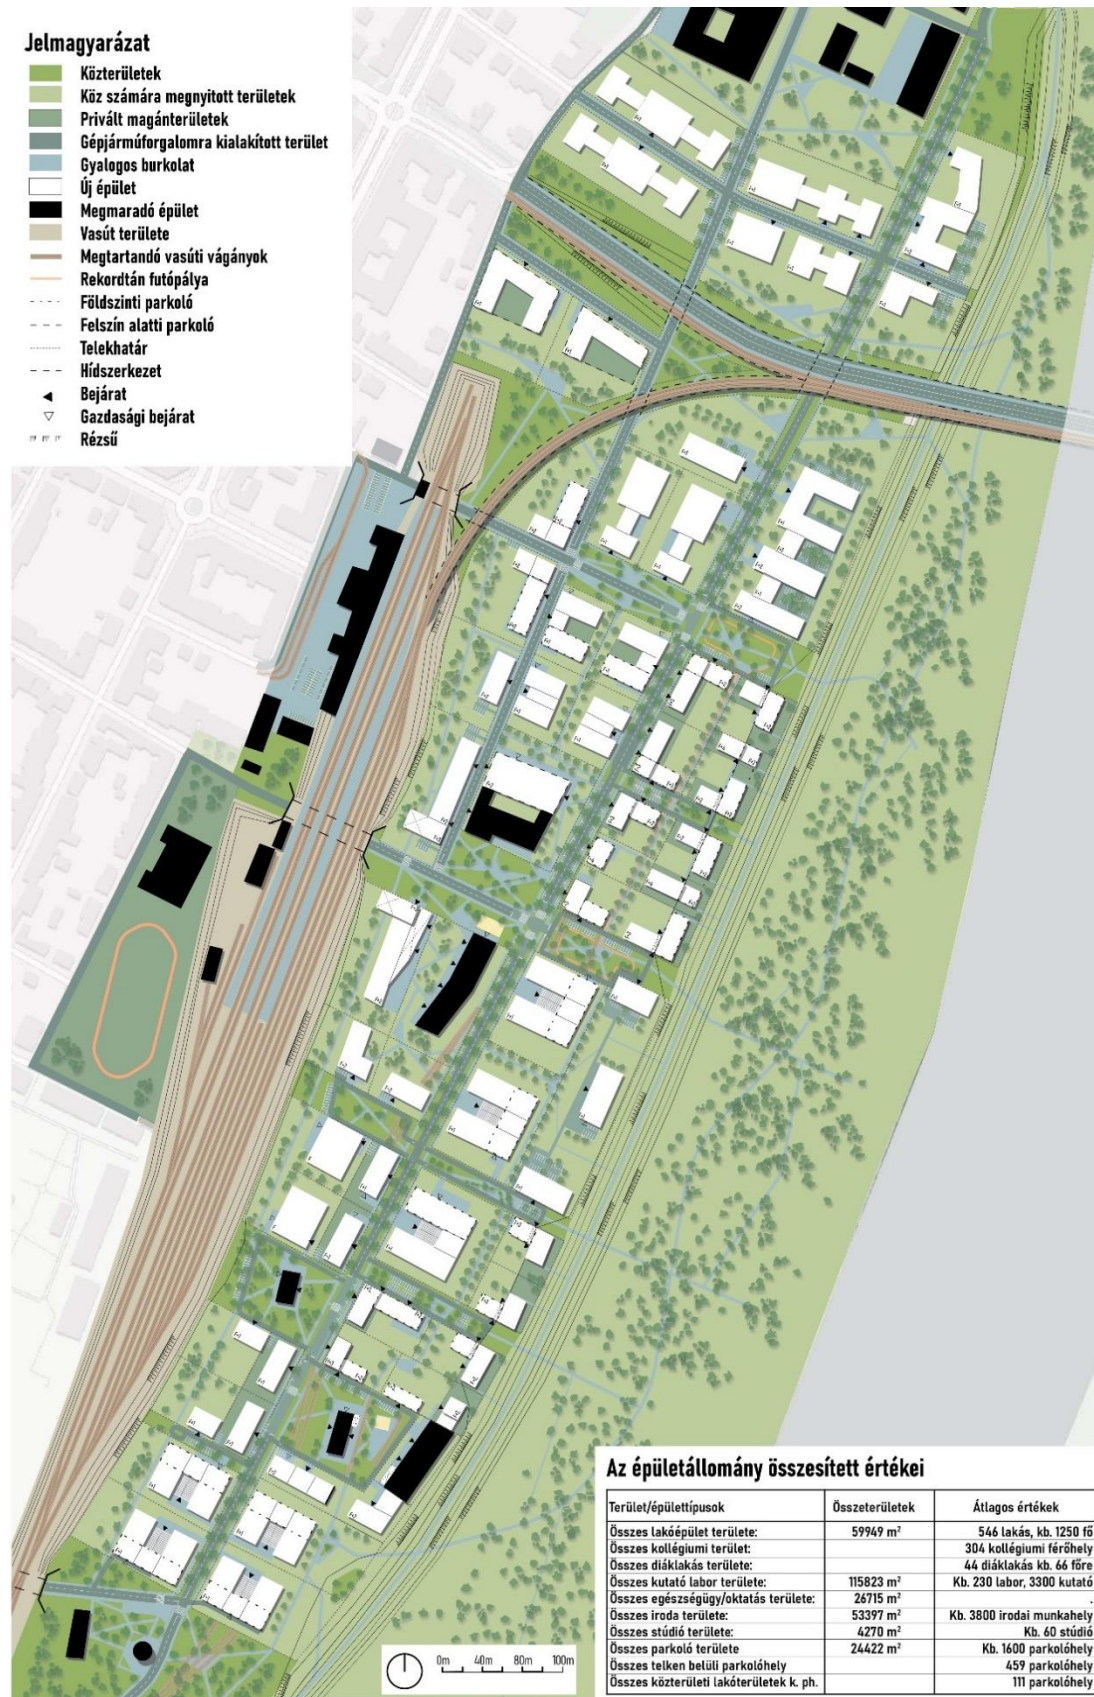 Jelmagyarázat
Közterületek
Köz számára megnyitott területek
Privált magánterületek
Gépjárműforgalomra kialakított terület
Gyalogos burkolat
Új épület
Megmaradó épület
Vasút területe
Megtartandó vasúti vágányok
Rekordtán futópálya
Földszinti parkoló
Felszín alatti parkoló
Telekhatár
Hídszerkezet
Bejárat
Gazdasági bejárat
Rézsű
0m 40m 80m 100m
Az épületállomány összesített értékei
Terület/épülettípusok Összeterületek Átlagos értékek
Összes lakóépület területe: 59949 m² 546 lakás, kb. 1250 fő
Összes kollégiumi terület: 304 kollégiumi férőhely
Összes diáklakás területe: 44 diáklakás kb. 66 főre
Összes kutató labor területe: 115823 m² Kb. 230 labor, 3300 kutató
Összes egészségügy/oktatás területe: 26715 m² .
Összes iroda területe: 53397 m² Kb. 3800 irodai munkahely
Összes stúdió területe: 4270 m² Kb. 60 stúdió
Összes parkoló területe 24422 m² Kb. 1600 parkolóhely
Összes telken belüli parkolóhely 459 parkolóhely
Összes közterületi lakóterületek k. ph. 111 parkolóhely